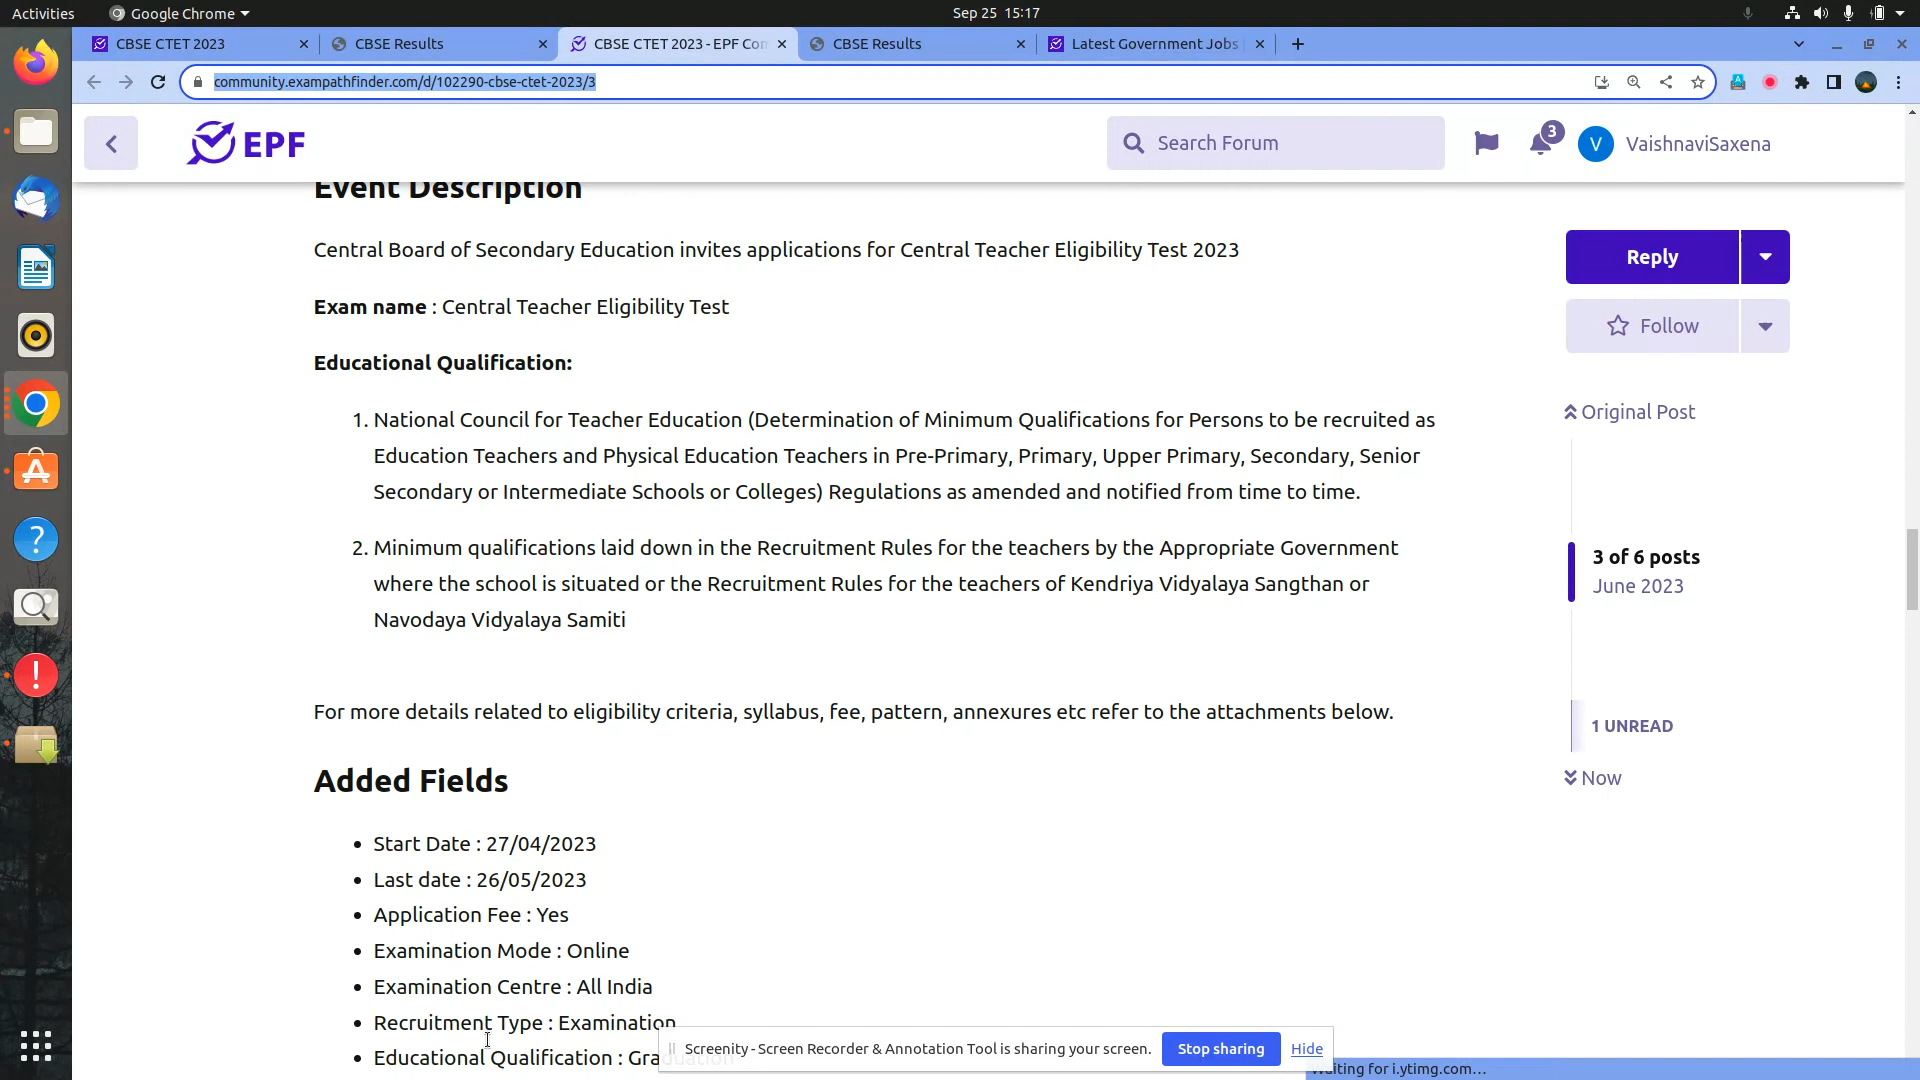 Activities
Google Chrome
Sep 25 15:17
CBSE CTET 2023
CBSE Results
CBSE CTET 2023 - EPF Com
CBSE Results
Latest Government Jobs
community.exampathfinder.com/d/102290-cbse-ctet-2023/3
EPF
Search Forum
3
V
VaishnaviSaxena
Event Description
Central Board of Secondary Education invites applications for Central Teacher Eligibility Test 2023
Exam name : Central Teacher Eligibility Test
Educational Qualification:
1. National Council for Teacher Education (Determination of Minimum Qualifications for Persons to be recruited as
Education Teachers and Physical Education Teachers in Pre-Primary, Primary, Upper Primary, Secondary, Senior
Secondary or Intermediate Schools or Colleges) Regulations as amended and notified from time to time.
2. Minimum qualifications laid down in the Recruitment Rules for the teachers by the Appropriate Government
where the school is situated or the Recruitment Rules for the teachers of Kendriya Vidyalaya Sangthan or
Navodaya Vidyalaya Samiti
For more details related to eligibility criteria, syllabus, fee, pattern, annexures etc refer to the attachments below.
Added Fields
• Start Date : 27/04/2023
• Last date : 26/05/2023
• Application Fee : Yes
• Examination Mode : Online
• Examination Centre : All India
• Recruitment Type : Examination
• Educational Qualification :
Reply
Follow
Original Post
3 of 6 posts
June 2023
1 UNREAD
Now
Screenity - Screen Recorder & Annotation Tool is sharing your screen.
Stop sharing
Hide
Waiting for i.ytimg.com...